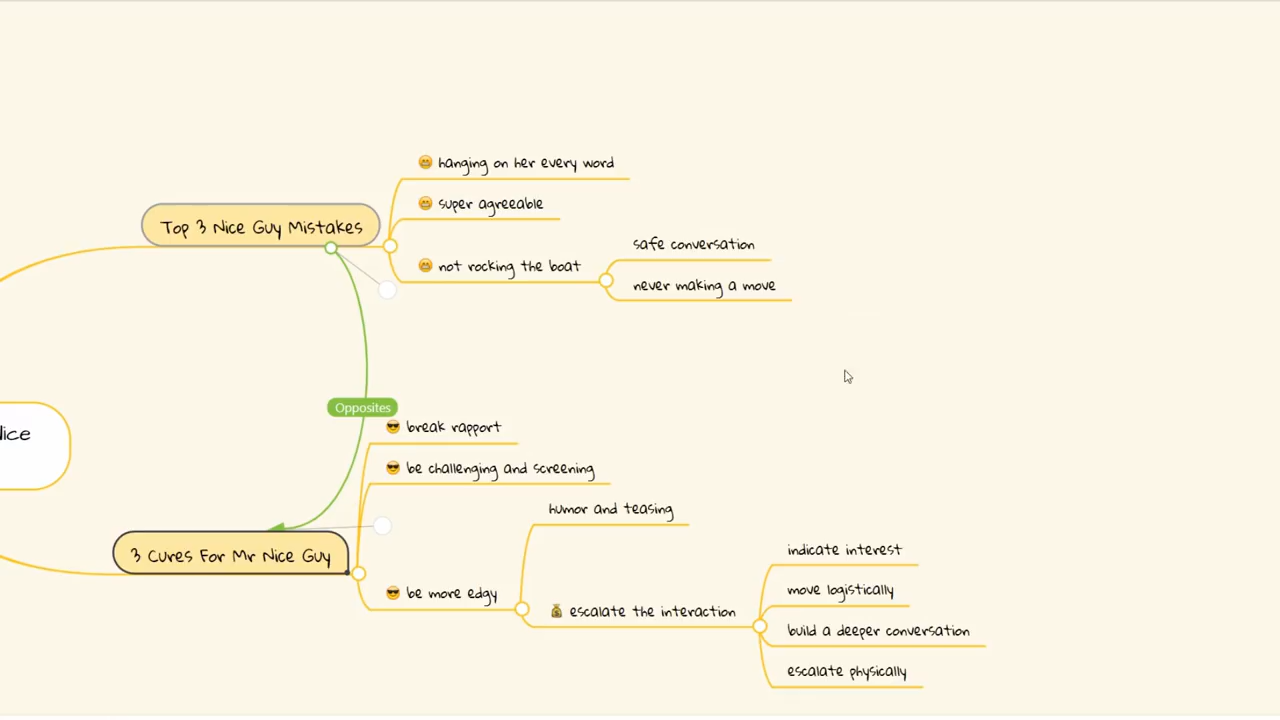 Top 3 Nice Guy Mistakes
hanging on her every word
super agreeable
not rocking the boat
safe conversation
never making a move
Opposites
Nice
3 Cures For Mr Nice Guy
break rapport
be challenging and screening
be more edgy
humor and teasing
escalate the interaction
indicate interest
move logistically
build a deeper conversation
escalate physically